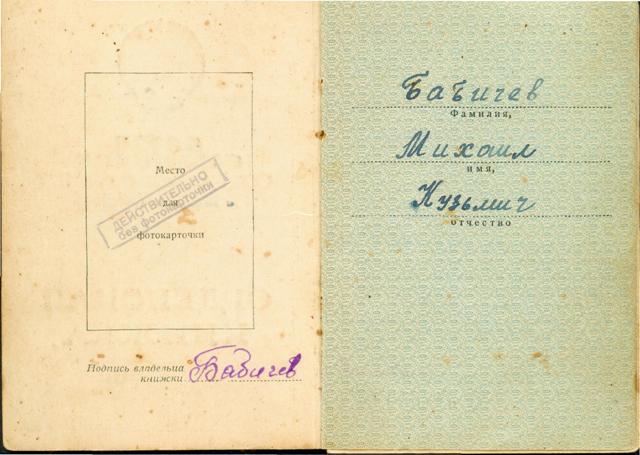 Место
для
фотокарточки
ДЕЙСТВИТЕЛЬНО
без фотокарточки
Подпись владельца
книжки
Бабичев
Бабичев
Фамилия,
Михаил
имя,
Кузьмич
отчество